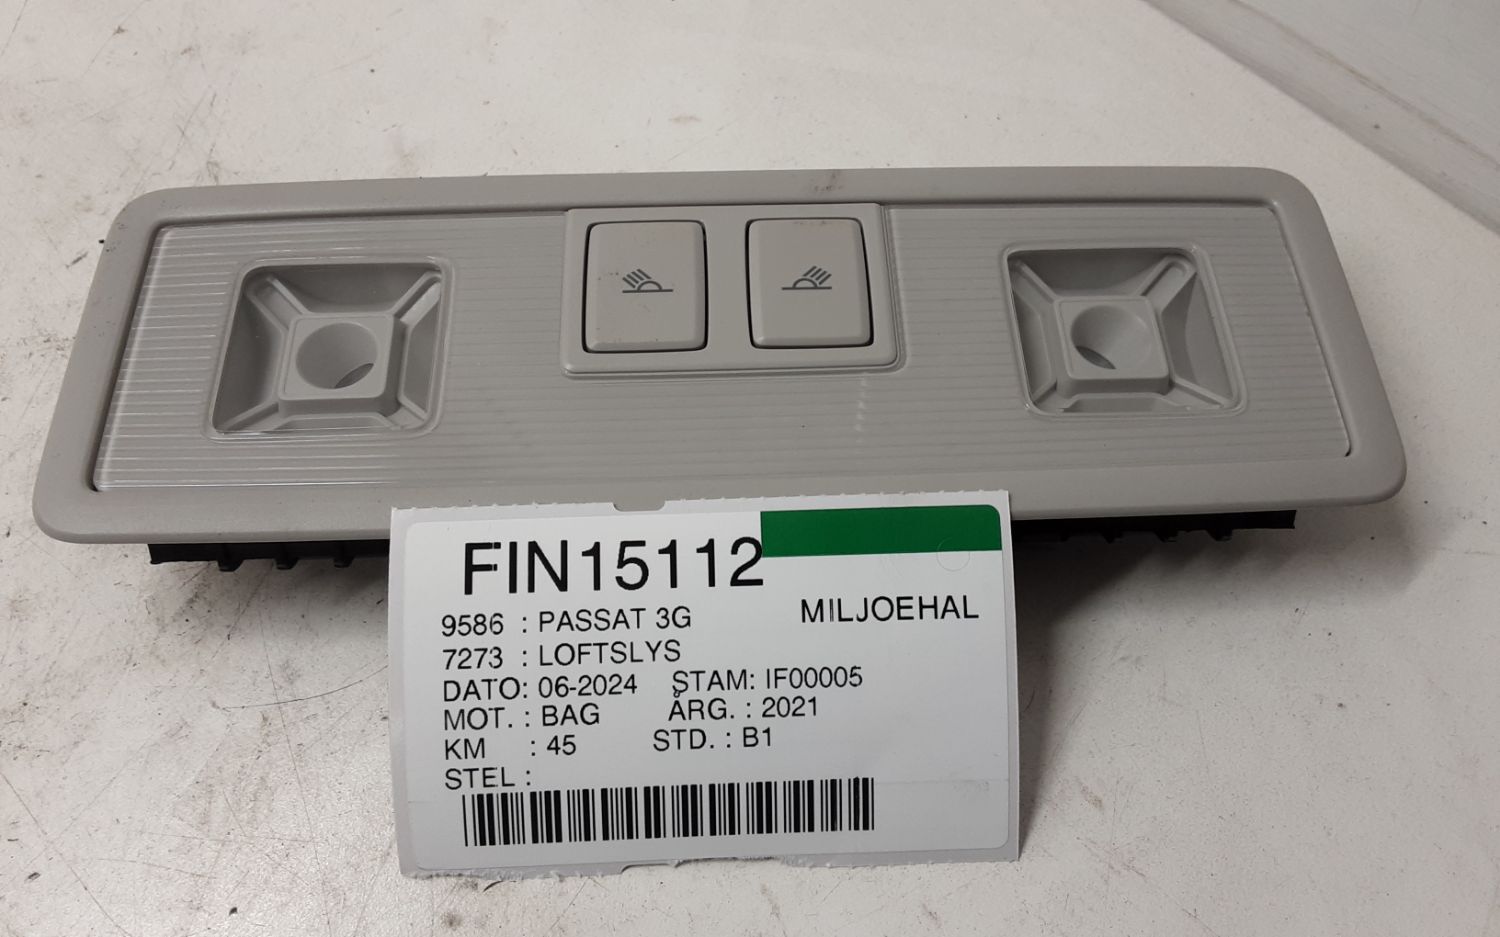 FIN15112
9586 : PASSAT 3G MILJOEHAL
7273 : LOFTSLYS
DATO: 06-2024 STAM: IF00005
MOT. : BAG ÅRG. : 2021
KM : 45 STD. : B1
STEL :